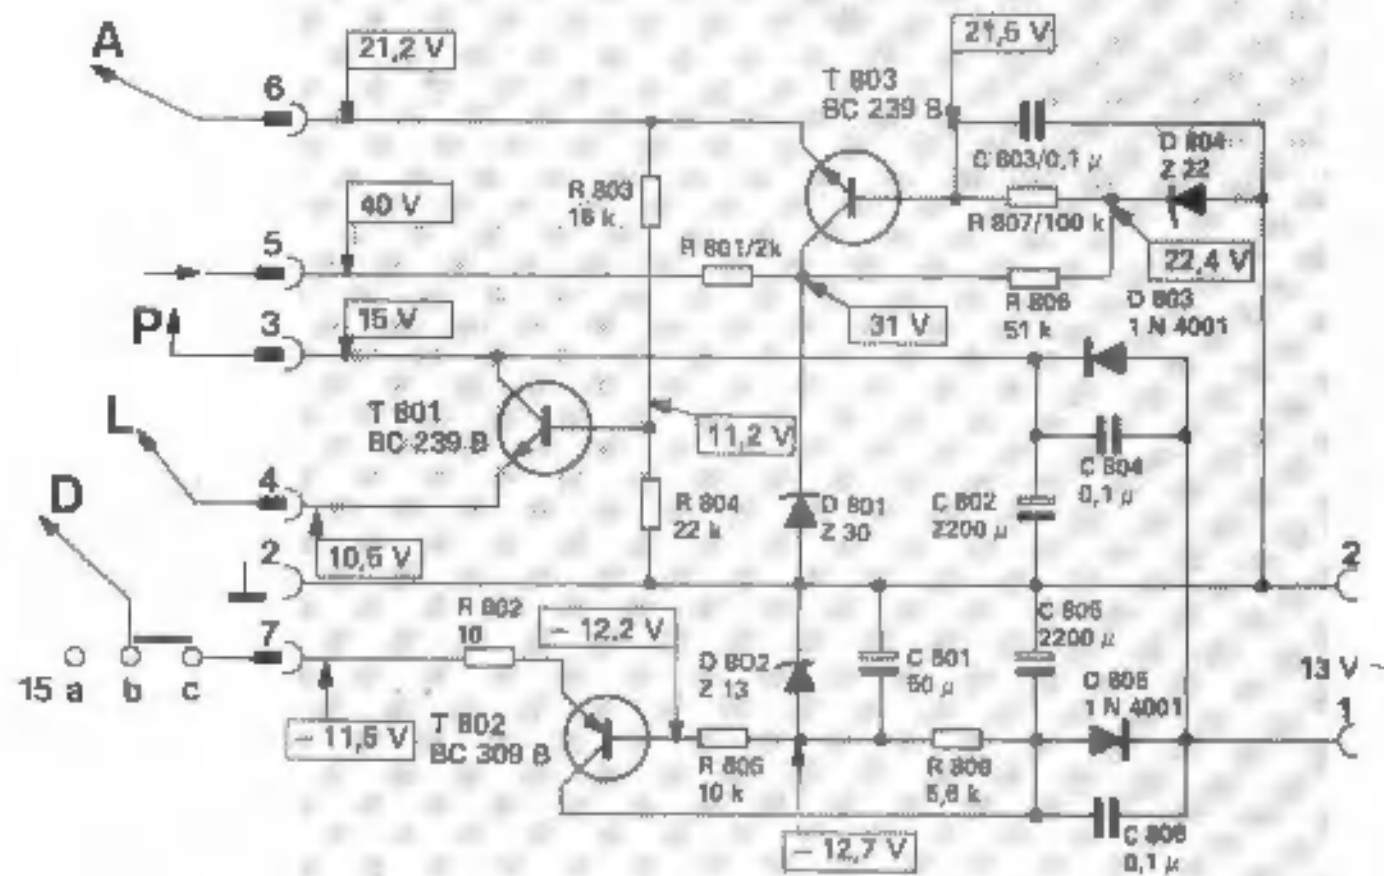 A
21,2 V
21,5 V
6
T 803
BC 239 B
C 803/0,1 µ
D 804
Z 22
R 803
16 k
40 V
R 807/100 k
5
R 801/2k
22,4 V
P
3
15 V
31 V
R 806
51 k
D 803
1 N 4001
L
T 801
BC 239 B
11,2 V
C 804
0,1 µ
4
D
R 804
22 k
D 801
Z 30
C 802
2200 µ
10,5 V
2
2
R 802
10
- 12,2 V
C 805
2200 µ
7
D 802
Z 13
C 801
50 µ
13 V ~
15 a b c
D 805
1 N 4001
1
- 11,5 V
T 802
BC 309 B
R 805
10 k
R 808
5,6 k
- 12,7 V
C 806
0,1 µ